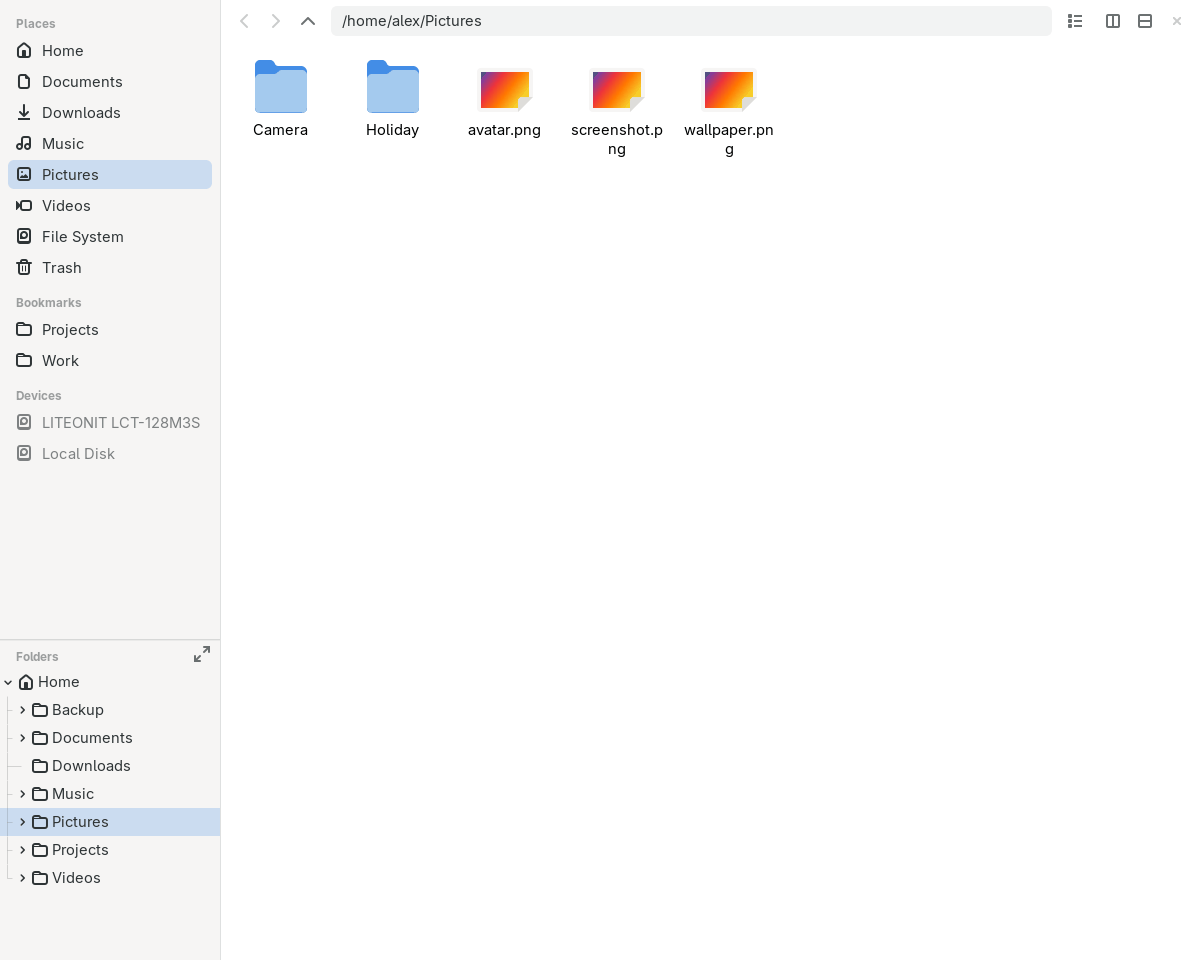 Places
Home
Documents
Downloads
Music
Pictures
Videos
File System
Trash
Bookmarks
Projects
Work
Devices
LITEONIT LCT-128M3S
Local Disk
Folders
Home
Backup
Documents
Downloads
Music
Pictures
Projects
Videos
/home/alex/Pictures
Camera
Holiday
avatar.png
screenshot.p
ng
wallpaper.pn
g